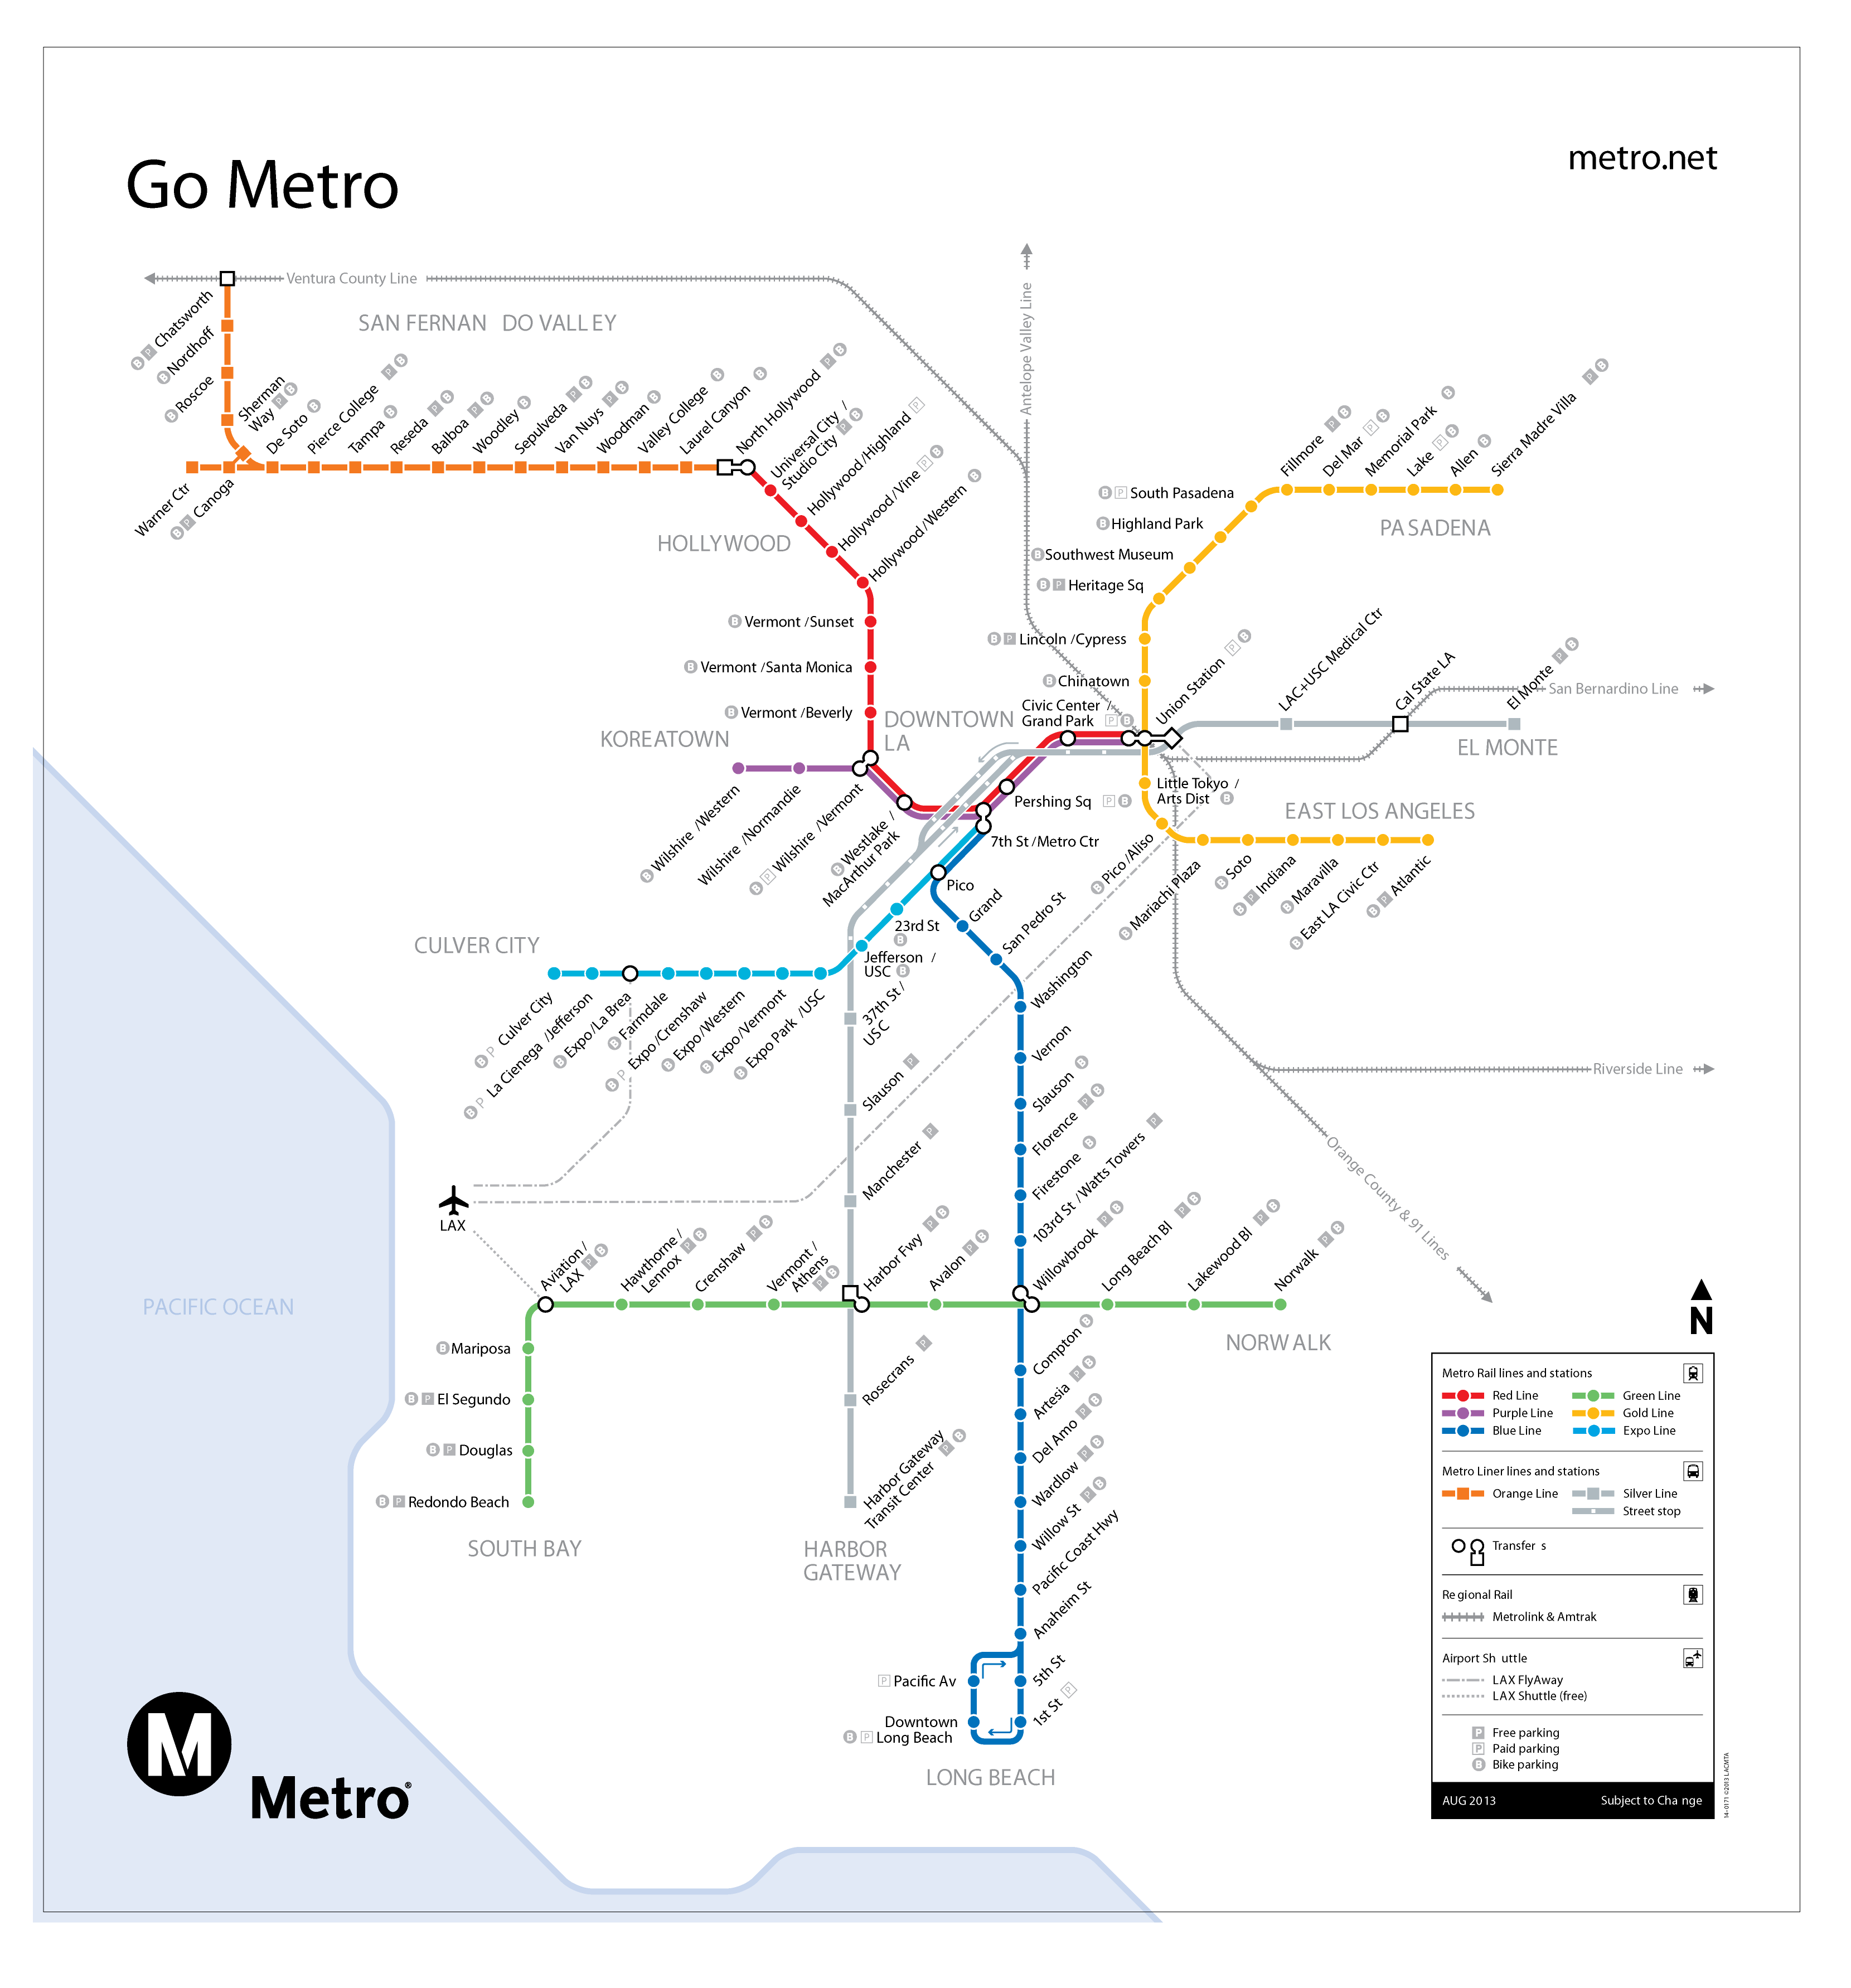 Go Metro
metro.net
Ventura County Line
Antelope Valley Line
SAN FERNAN DO VALLEY
Chatsworth
Nordhoff
Roscoe
Sherman
Way
Warner Ctr
Canoga
De Soto
Pierce College
Tampa
Reseda
Balboa
Woodley
Sepulveda
Van Nuys
Woodman
Valley College
Laurel Canyon
North Hollywood
Universal City /
Studio City
Hollywood /Highland
Hollywood /Vine
Hollywood /Western
HOLLYWOOD
Vermont /Sunset
Vermont /Santa Monica
Vermont /Beverly
KOREATOWN
DOWNTOWN
LA
Wilshire /Western
Wilshire /Normandie
Wilshire /Vermont
Westlake /
MacArthur Park
7th St /Metro Ctr
Pershing Sq
Civic Center /
Grand Park
Union Station
Fillmore
Del Mar
Memorial Park
Lake
Allen
Sierra Madre Villa
PASADENA
South Pasadena
Highland Park
Southwest Museum
Heritage Sq
Lincoln /Cypress
Chinatown
Little Tokyo /
Arts Dist
Pico /Aliso
Mariachi Plaza
Soto
Indiana
Maravilla
East LA Civic Ctr
Atlantic
EAST LOS ANGELES
LAC+USC Medical Ctr
Cal State LA
El Monte
EL MONTE
San Bernardino Line
Riverside Line
Orange County & 91 Lines
CULVER CITY
Culver City
La Cienega /Jefferson
Expo /La Brea
Farmdale
Expo /Crenshaw
Expo /Western
Expo /Vermont
Expo Park /USC
Jefferson /
USC
23rd St
Pico
Grand
San Pedro St
Washington
Vernon
Slauson
Florence
Firestone
103rd St /Watts Towers
Willowbrook
37th St /
USC
Slauson
Manchester
Harbor Fwy
Rosecrans
Harbor Gateway
Transit Center
HARBOR
GATEWAY
LAX
Aviation /
LAX
Hawthorne /
Lennox
Crenshaw
Vermont /
Athens
Avalon
Long Beach Bl
Lakewood Bl
Norwalk
NORWALK
Mariposa
El Segundo
Douglas
Redondo Beach
SOUTH BAY
PACIFIC OCEAN
Compton
Artesia
Del Amo
Wardlow
Willow St
Pacific Coast Hwy
Anaheim St
5th St
1st St
Pacific Av
Downtown
Long Beach
LONG BEACH
N
Metro Rail lines and stations
Red Line
Green Line
Purple Line
Gold Line
Blue Line
Expo Line
Metro Liner lines and stations
Orange Line
Silver Line
Street stop
Transfer s
Regional Rail
Metrolink & Amtrak
Airport Sh uttle
LAX FlyAway
LAX Shuttle (free)
P Free parking
P Paid parking
B Bike parking
AUG 2013
Subject to Cha nge
14-0171 ©2013 LACMTA
M
Metro®